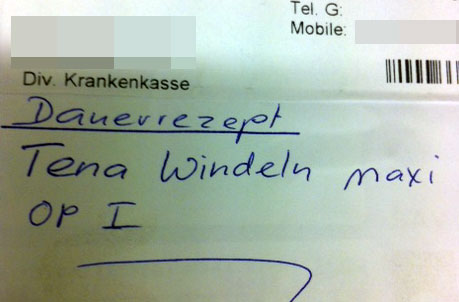 Tel. G:
Mobile:
Div. Krankenkasse
Dauerrezept
Tena Windeln maxi
OP I